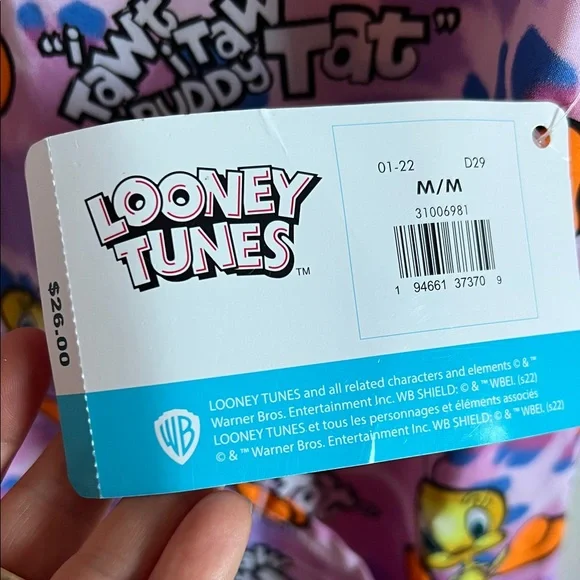 "i
TaWt
iTaW
PUDDY
Tat"
LOONEY
TUNES
TM
01-22 D29
M/M
31006981
1 94661 37370 9
$26.00
WB
LOONEY TUNES and all related characters and elements © & ™
Warner Bros. Entertainment Inc. WB SHIELD: © & ™ WBEI. (s22)
LOONEY TUNES et tous les personnages et éléments associés
© & ™ Warner Bros. Entertainment Inc. WB SHIELD: © & ™ WBEI. (s22)